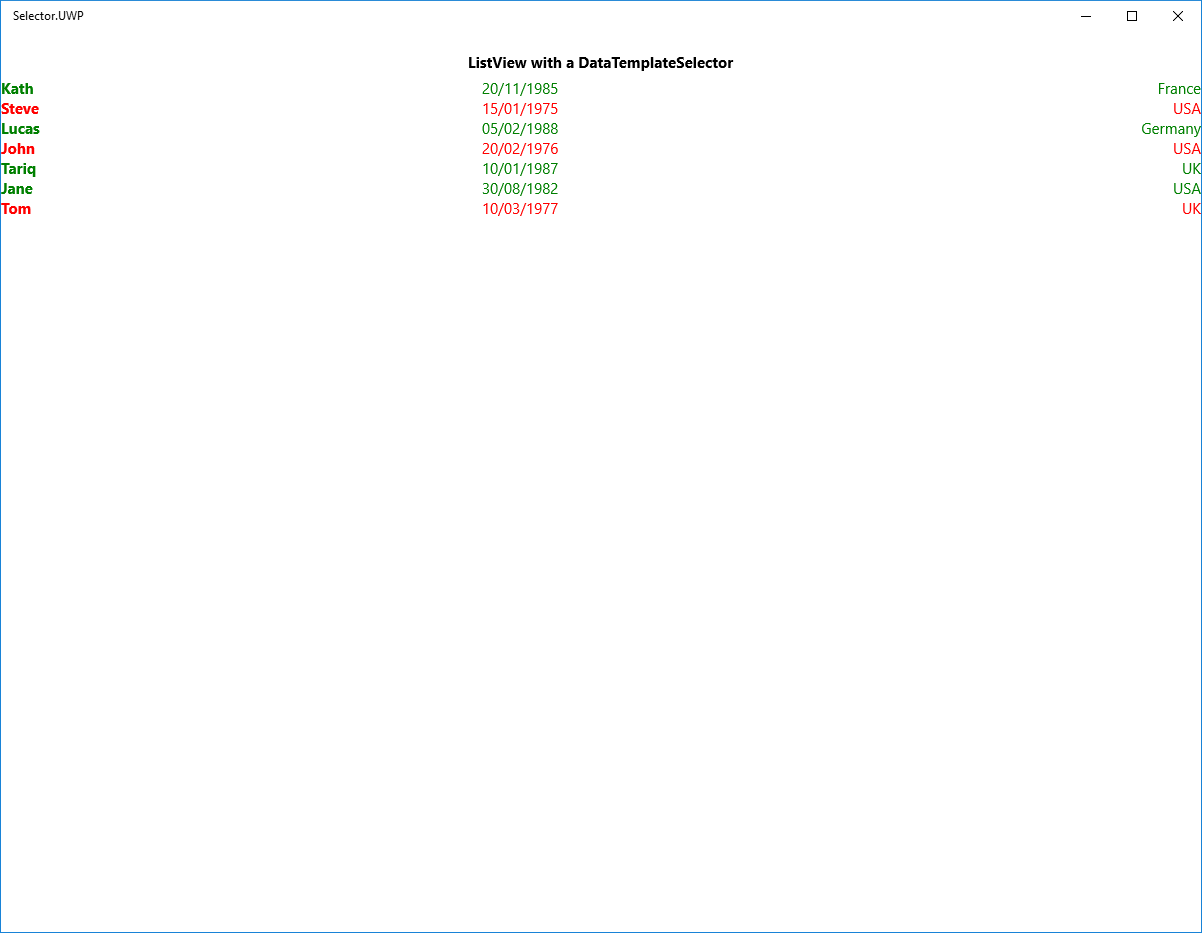 Selector.UWP
ListView with a DataTemplateSelector
Kath 20/11/1985 France
Steve 15/01/1975 USA
Lucas 05/02/1988 Germany
John 20/02/1976 USA
Tariq 10/01/1987 UK
Jane 30/08/1982 USA
Tom 10/03/1977 UK